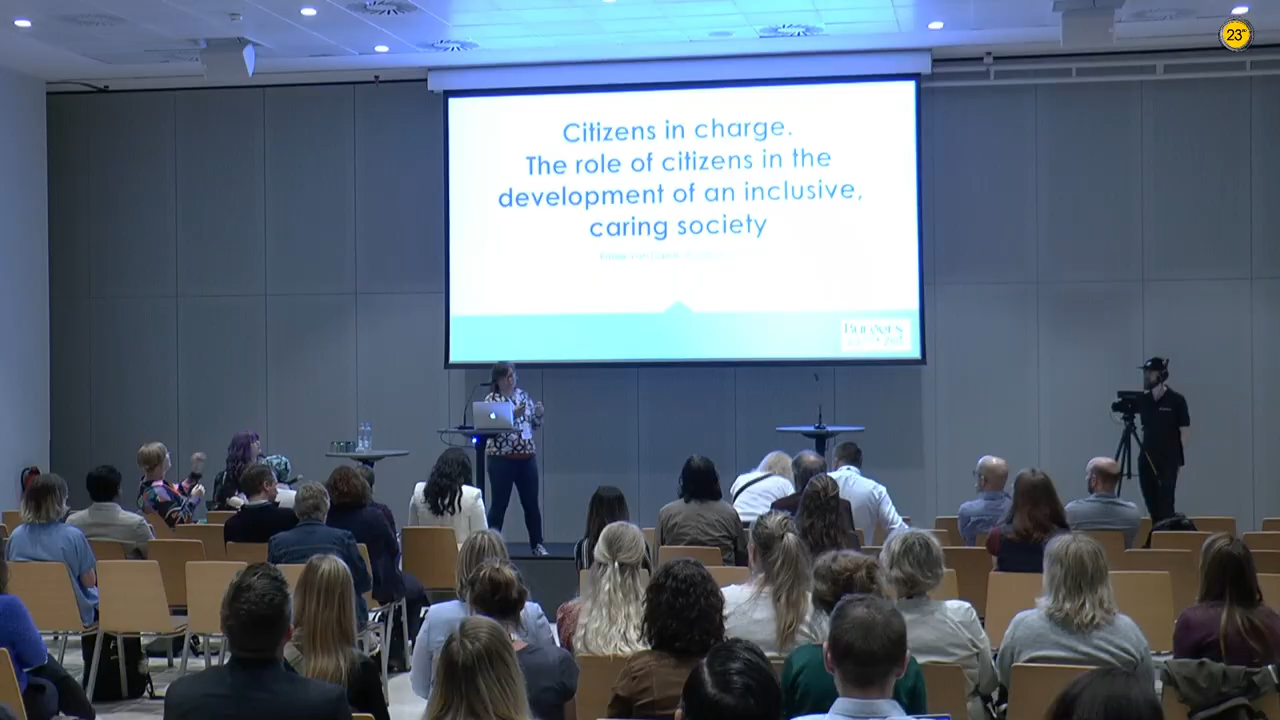 23
Citizens in charge.
The role of citizens in the
development of an inclusive,
caring society